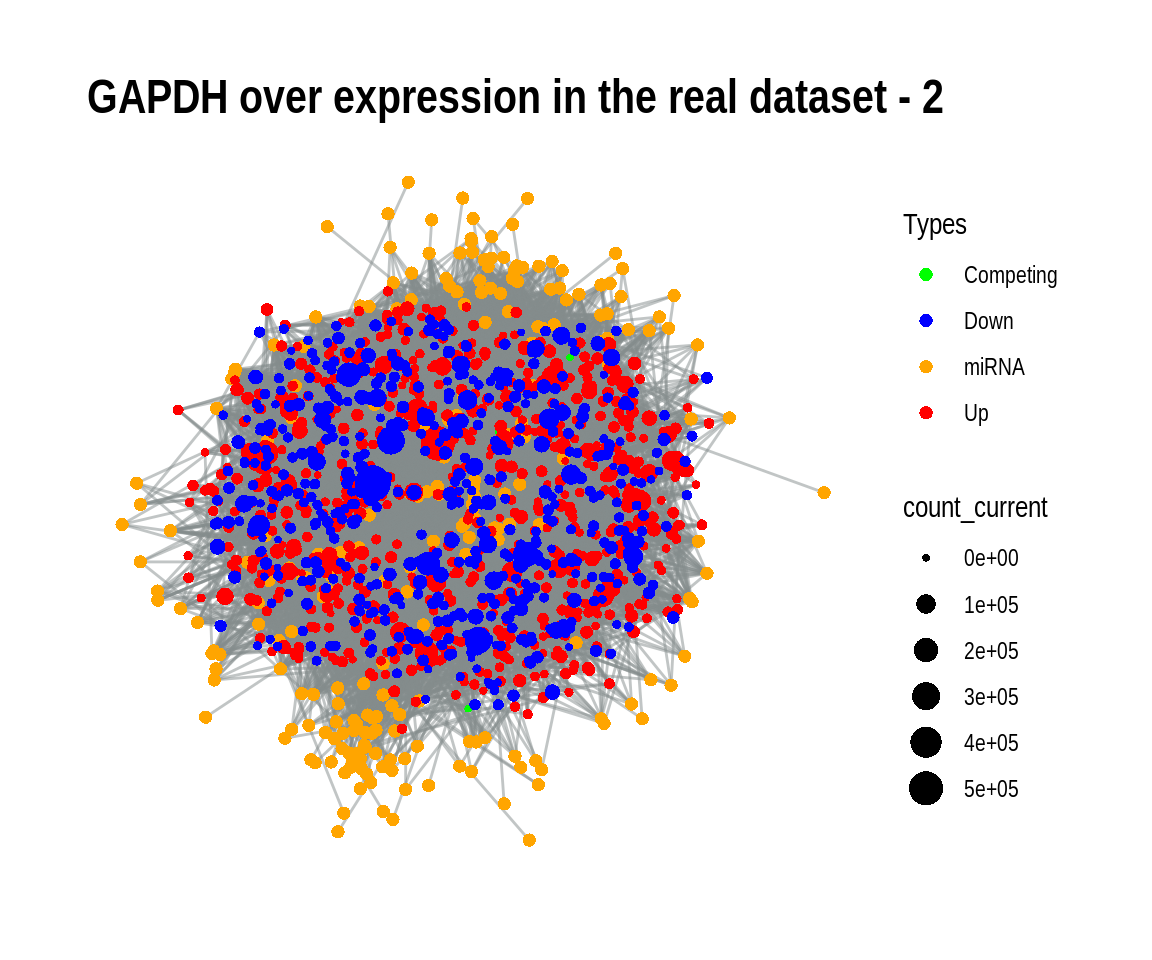 GAPDH over expression in the real dataset - 2
Types
Competing
Down
miRNA
Up
count_current
0e+00
1e+05
2e+05
3e+05
4e+05
5e+05